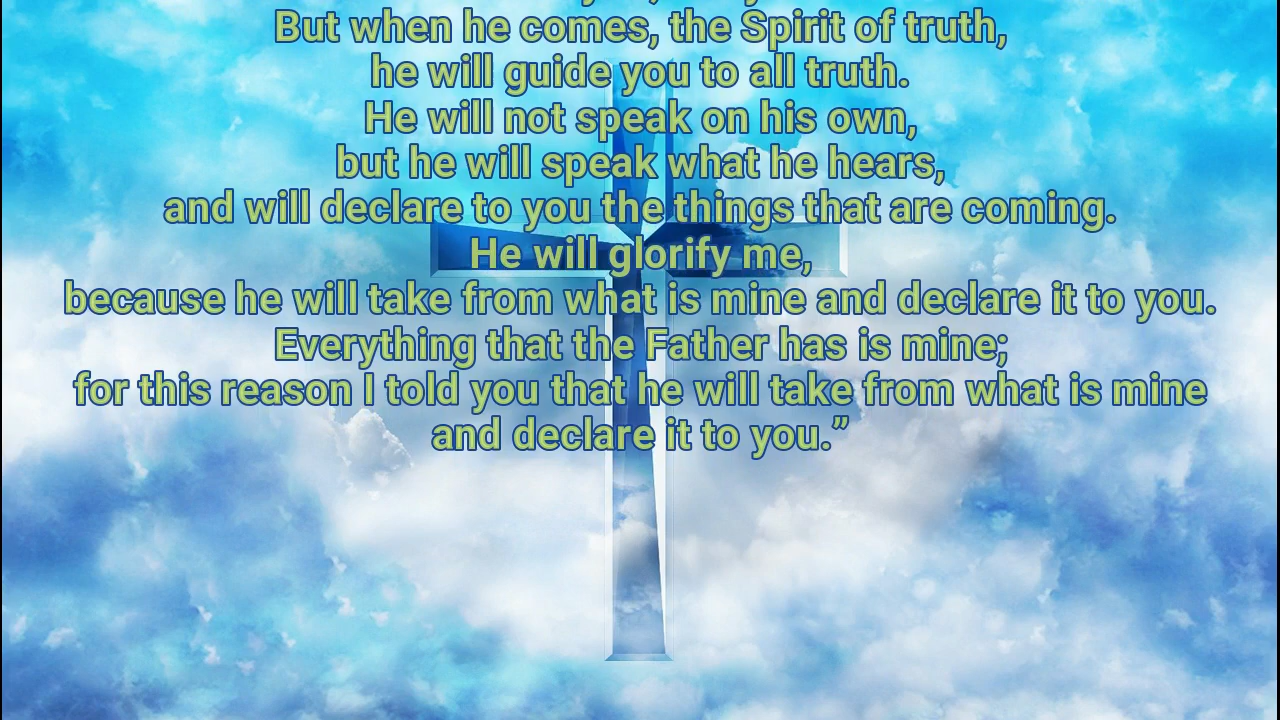 But when he comes, the Spirit of truth,
he will guide you to all truth.
He will not speak on his own,
but he will speak what he hears,
and will declare to you the things that are coming.
He will glorify me,
because he will take from what is mine and declare it to you.
Everything that the Father has is mine;
for this reason I told you that he will take from what is mine
and declare it to you.”